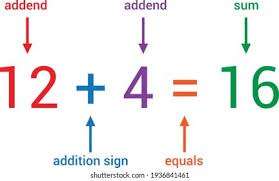 addend addend sum
12 + 4 = 16
addition sign equals
shutterstock.com · 1936841461